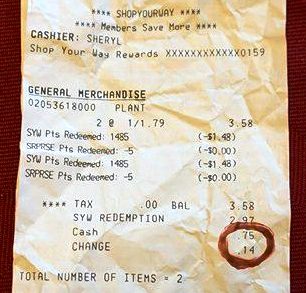 **** SHOPYOURWAY ****
**** Members Save More ****
CASHIER: SHERYL
Shop Your Way Rewards XXXXXXXXXXXX0159
GENERAL MERCHANDISE
02053618000 PLANT
2 @ 1/1.79 3.58
SYW Pts Redeemed: 1485 (-$1.48)
SRPRSE Pts Redeemed: -5 (-$0.00)
SYW Pts Redeemed: 1485 (-$1.48)
SRPRSE Pts Redeemed: -5 (-$0.00)
**** TAX .00 BAL 3.58
SYW REDEMPTION 2.97
Cash .75
CHANGE .14
TOTAL NUMBER OF ITEMS = 2